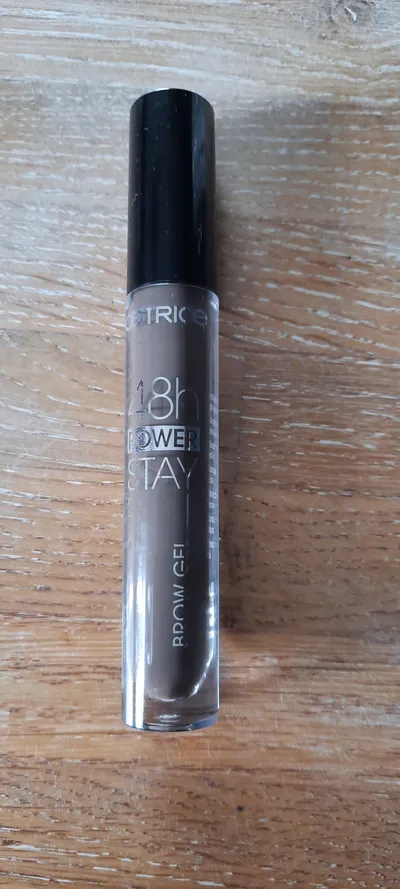 CATRICE
48h
POWER
STAY
BROW GEL